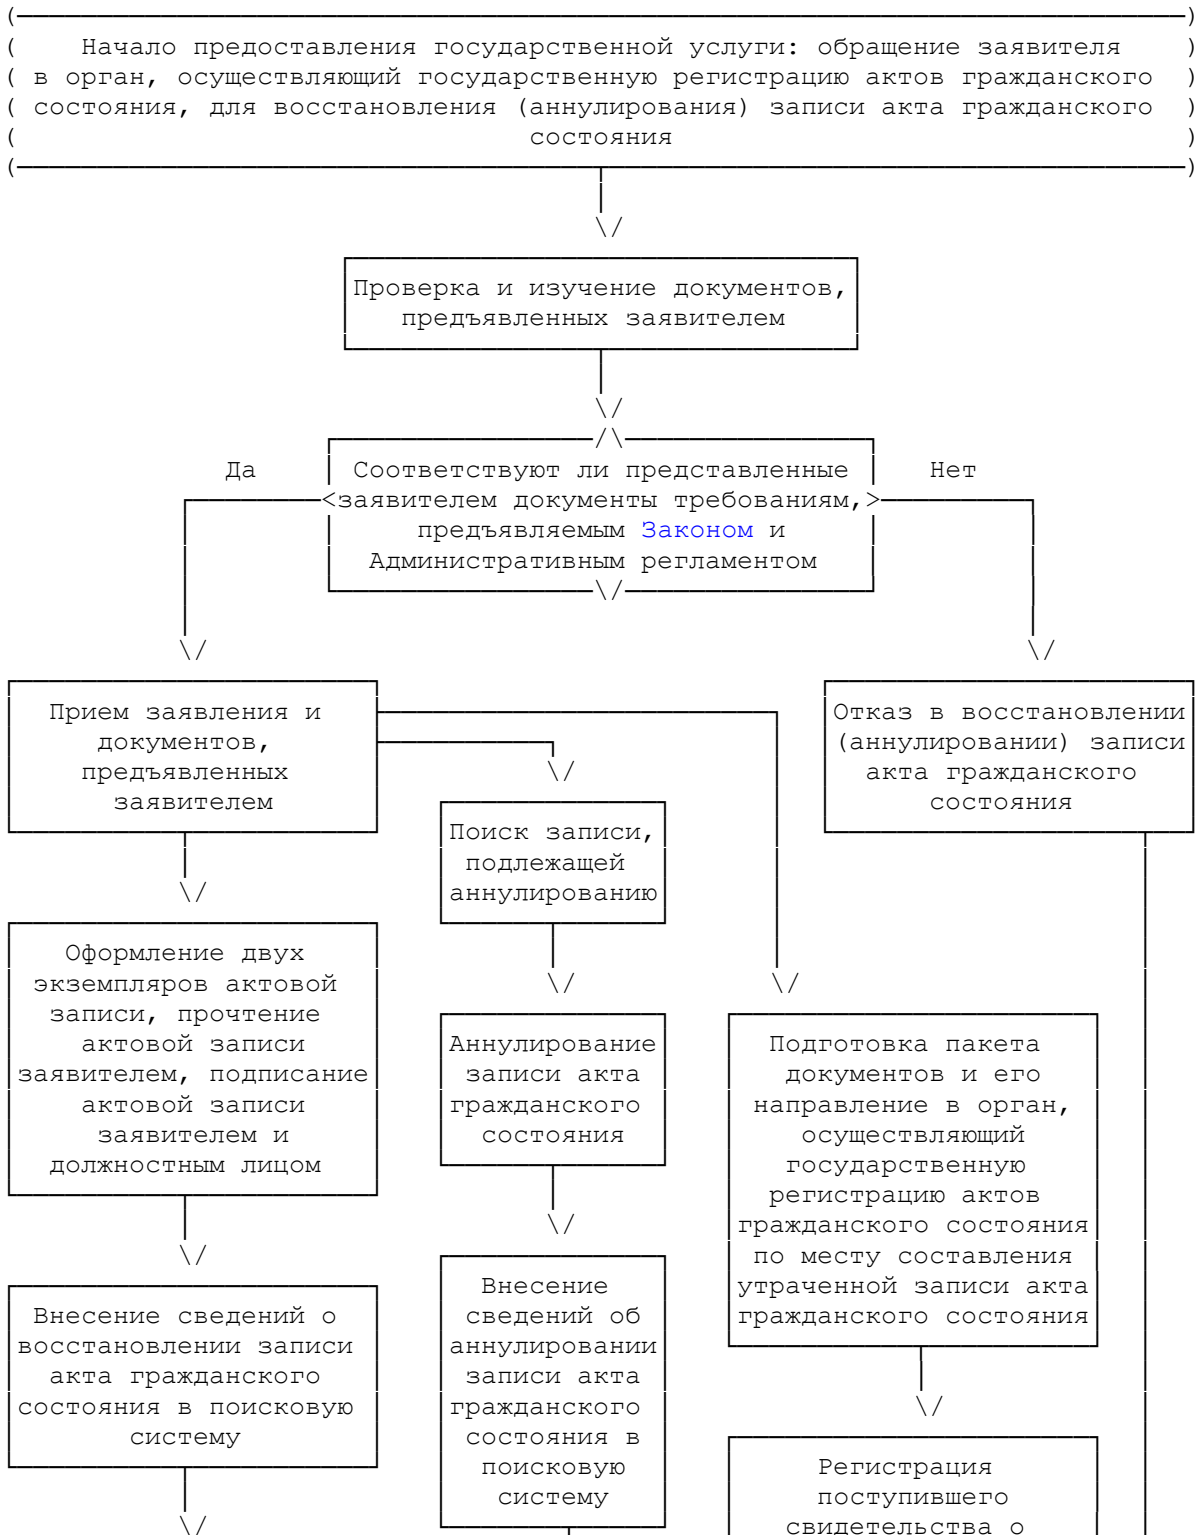 Начало предоставления государственной услуги: обращение заявителя
в орган, осуществляющий государственную регистрацию актов гражданского
состояния, для восстановления (аннулирования) записи акта гражданского
состояния
Проверка и изучение документов,
предъявленных заявителем
Да
Соответствуют ли представленные
заявителем документы требованиям,
предъявляемым Законом и
Административным регламентом
Нет
Прием заявления и
документов,
предъявленных
заявителем
Отказ в восстановлении
(аннулировании) записи
акта гражданского
состояния
Поиск записи,
подлежащей
аннулированию
Оформление двух
экземпляров актовой
записи, прочтение
актовой записи
заявителем, подписание
актовой записи
заявителем и
должностным лицом
Аннулирование
записи акта
гражданского
состояния
Подготовка пакета
документов и его
направление в орган,
осуществляющий
государственную
регистрацию актов
гражданского состояния
по месту составления
утраченной записи акта
гражданского состояния
Внесение сведений о
восстановлении записи
акта гражданского
состояния в поисковую
систему
Внесение
сведений об
аннулировании
записи акта
гражданского
состояния в
поисковую
систему
Регистрация
поступившего
свидетельства о